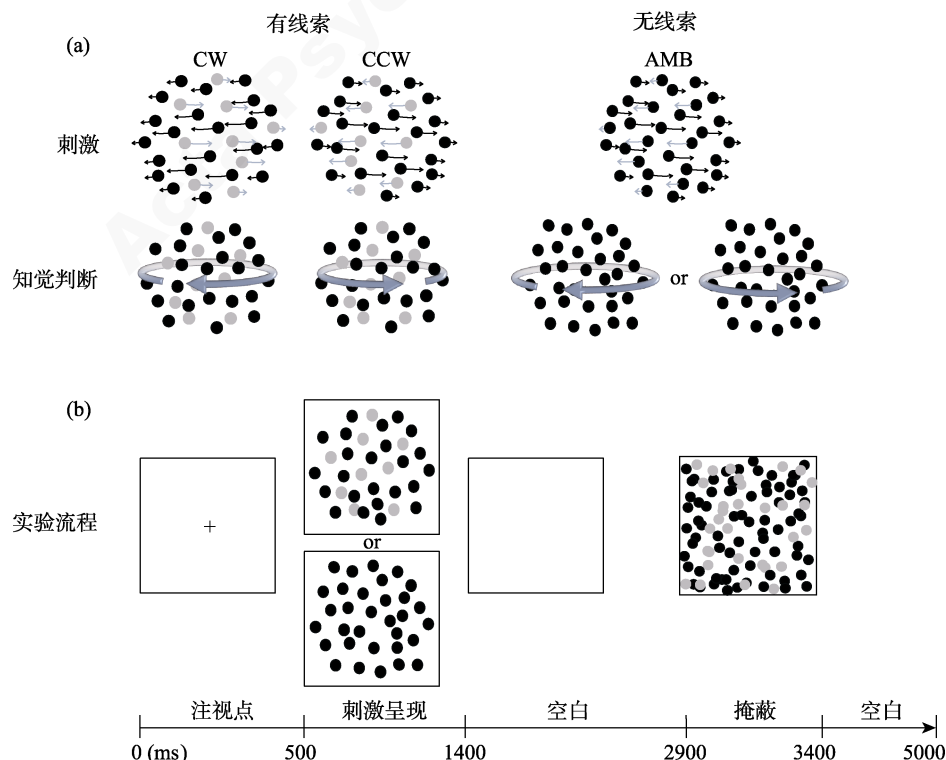 有线索 无线索
(a)
CW CCW AMB
刺激
知觉判断 or
(b)
实验流程 +
or
注视点 刺激呈现 空白 掩蔽 空白
0 (ms) 500 1400 2900 3400 5000